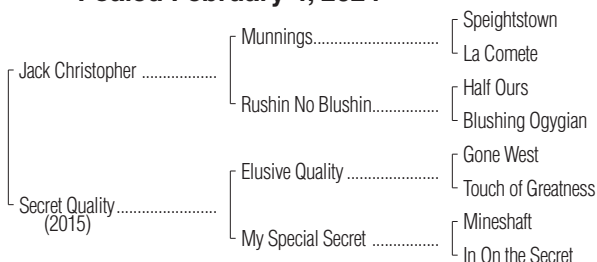 Foaled February 4, 2024
Speightstown
Munnings..............................
La Comete
Jack Christopher ..................
Half Ours
Rushin No Blushin................
Blushing Ogygian
Gone West
Elusive Quality ......................
Touch of Greatness
Secret Quality........................
(2015)
Mineshaft
My Special Secret ................
In On the Secret